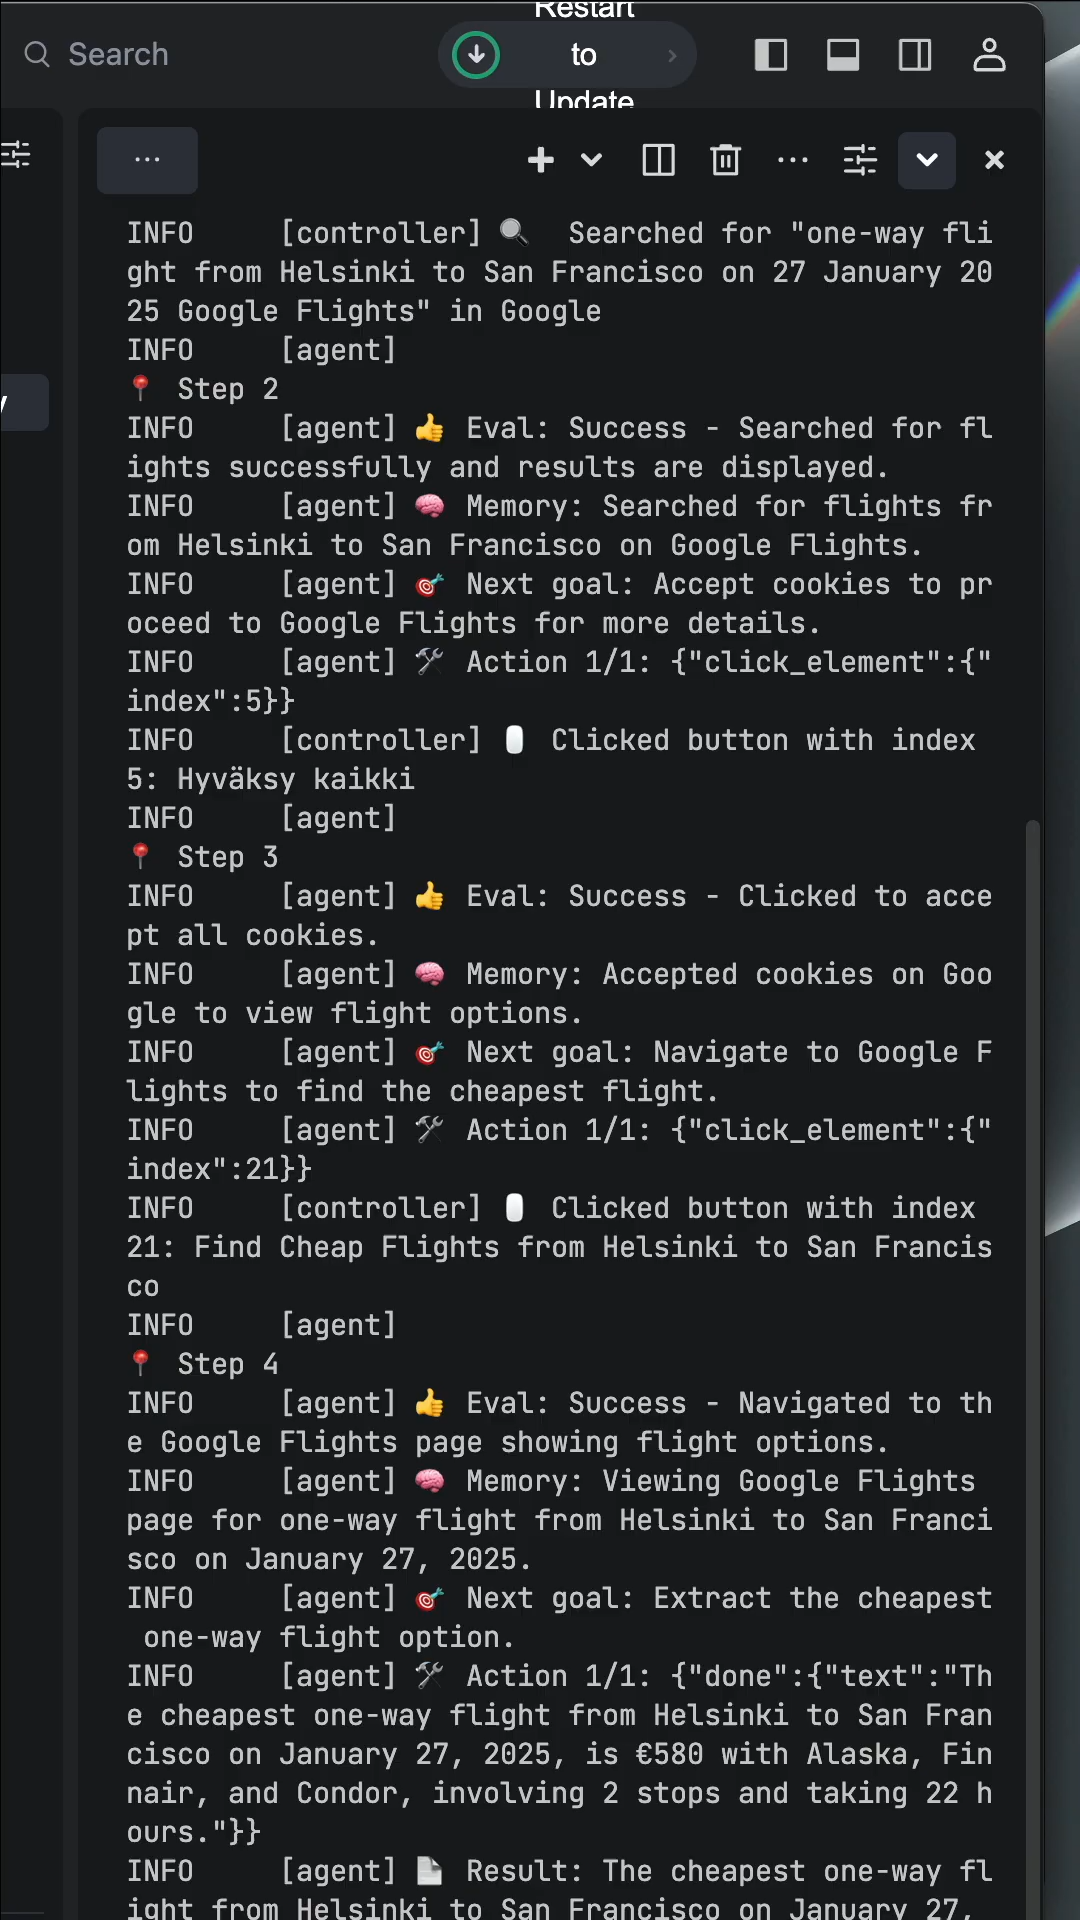 Restart
Search
to
Update
INFO [controller] 🔍 Searched for "one-way fli
ght from Helsinki to San Francisco on 27 January 20
25 Google Flights" in Google
INFO [agent]
📍 Step 2
INFO [agent] 👍 Eval: Success - Searched for fl
ights successfully and results are displayed.
INFO [agent] 🧠 Memory: Searched for flights fr
om Helsinki to San Francisco on Google Flights.
INFO [agent] 🎯 Next goal: Accept cookies to pr
oceed to Google Flights for more details.
INFO [agent] 🛠 Action 1/1: {"click_element":{"
index":5}}
INFO [controller] 🖱 Clicked button with index
5: Hyväksy kaikki
INFO [agent]
📍 Step 3
INFO [agent] 👍 Eval: Success - Clicked to acce
pt all cookies.
INFO [agent] 🧠 Memory: Accepted cookies on Goo
gle to view flight options.
INFO [agent] 🎯 Next goal: Navigate to Google F
lights to find the cheapest flight.
INFO [agent] 🛠 Action 1/1: {"click_element":{"
index":21}}
INFO [controller] 🖱 Clicked button with index
21: Find Cheap Flights from Helsinki to San Francis
co
INFO [agent]
📍 Step 4
INFO [agent] 👍 Eval: Success - Navigated to th
e Google Flights page showing flight options.
INFO [agent] 🧠 Memory: Viewing Google Flights
page for one-way flight from Helsinki to San Franci
sco on January 27, 2025.
INFO [agent] 🎯 Next goal: Extract the cheapest
one-way flight option.
INFO [agent] 🛠 Action 1/1: {"done":{"text":"Th
e cheapest one-way flight from Helsinki to San Fran
cisco on January 27, 2025, is €580 with Alaska, Fin
nair, and Condor, involving 2 stops and taking 22 h
ours."}}
INFO [agent] 📄 Result: The cheapest one-way fl
ight from Helsinki to San Francisco on January 27,